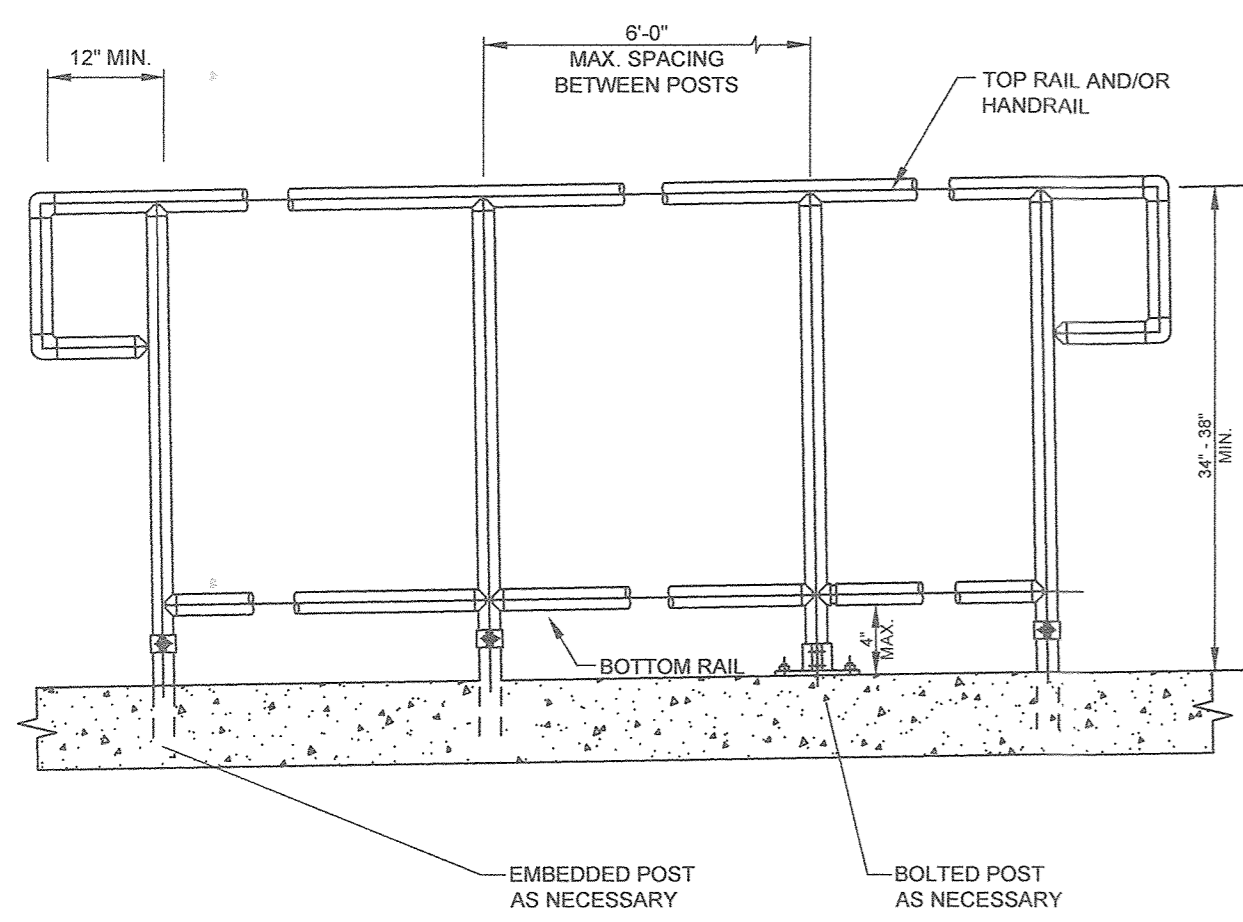 12" MIN.
6'-0"
MAX. SPACING
BETWEEN POSTS
TOP RAIL AND/OR
HANDRAIL
34" - 38"
MIN.
4"
MAX.
BOTTOM RAIL
EMBEDDED POST
AS NECESSARY
BOLTED POST
AS NECESSARY